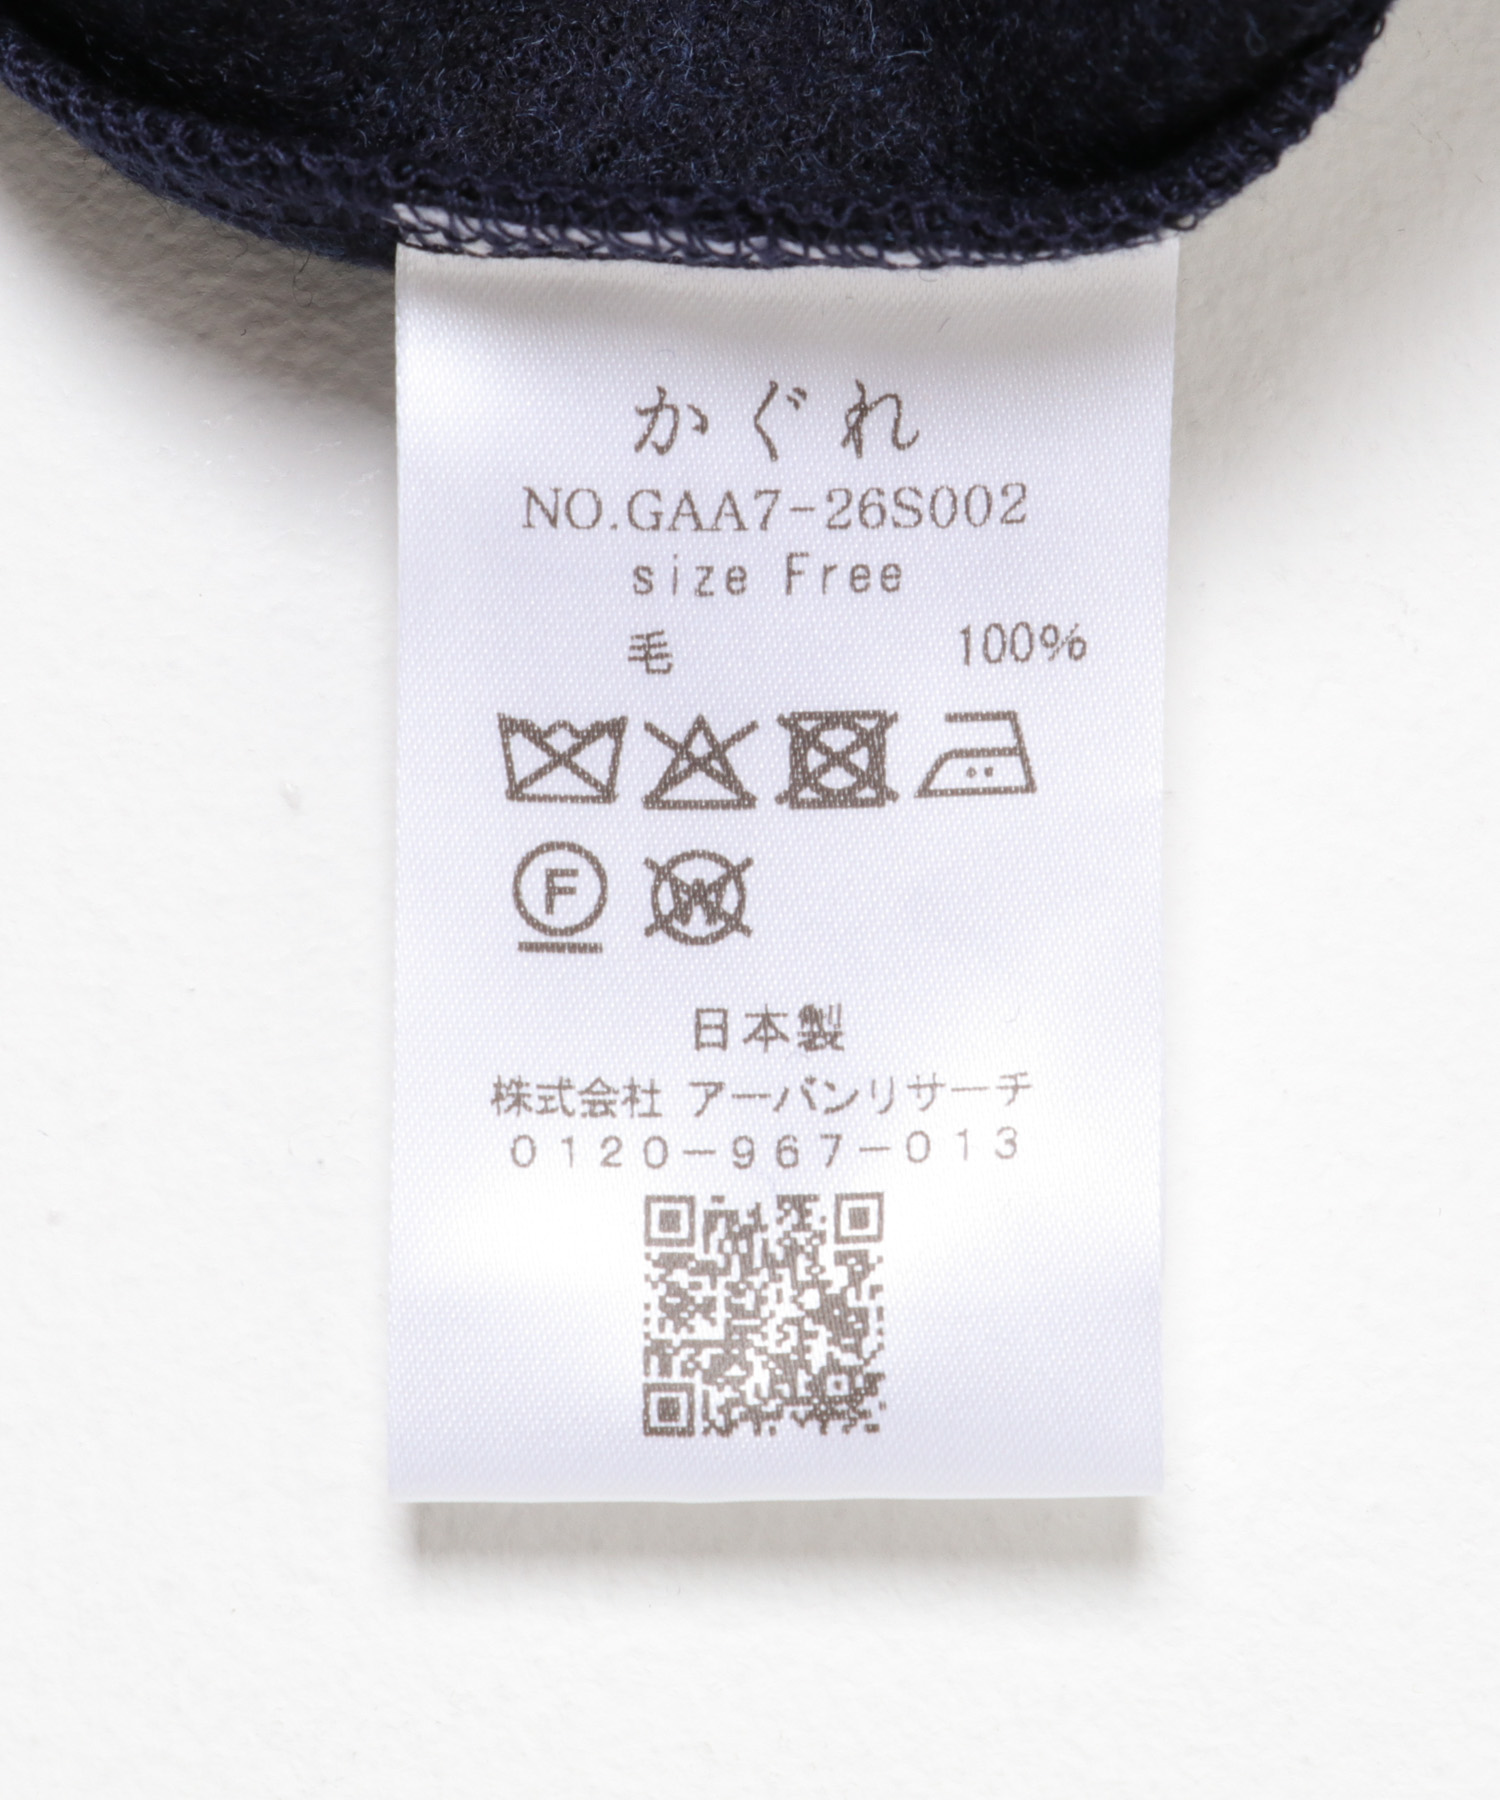 かぐれ
NO.GAA7-26S002
size Free
毛 100%
F W
日本製
株式会社 アーバンリサーチ
0120-967-013